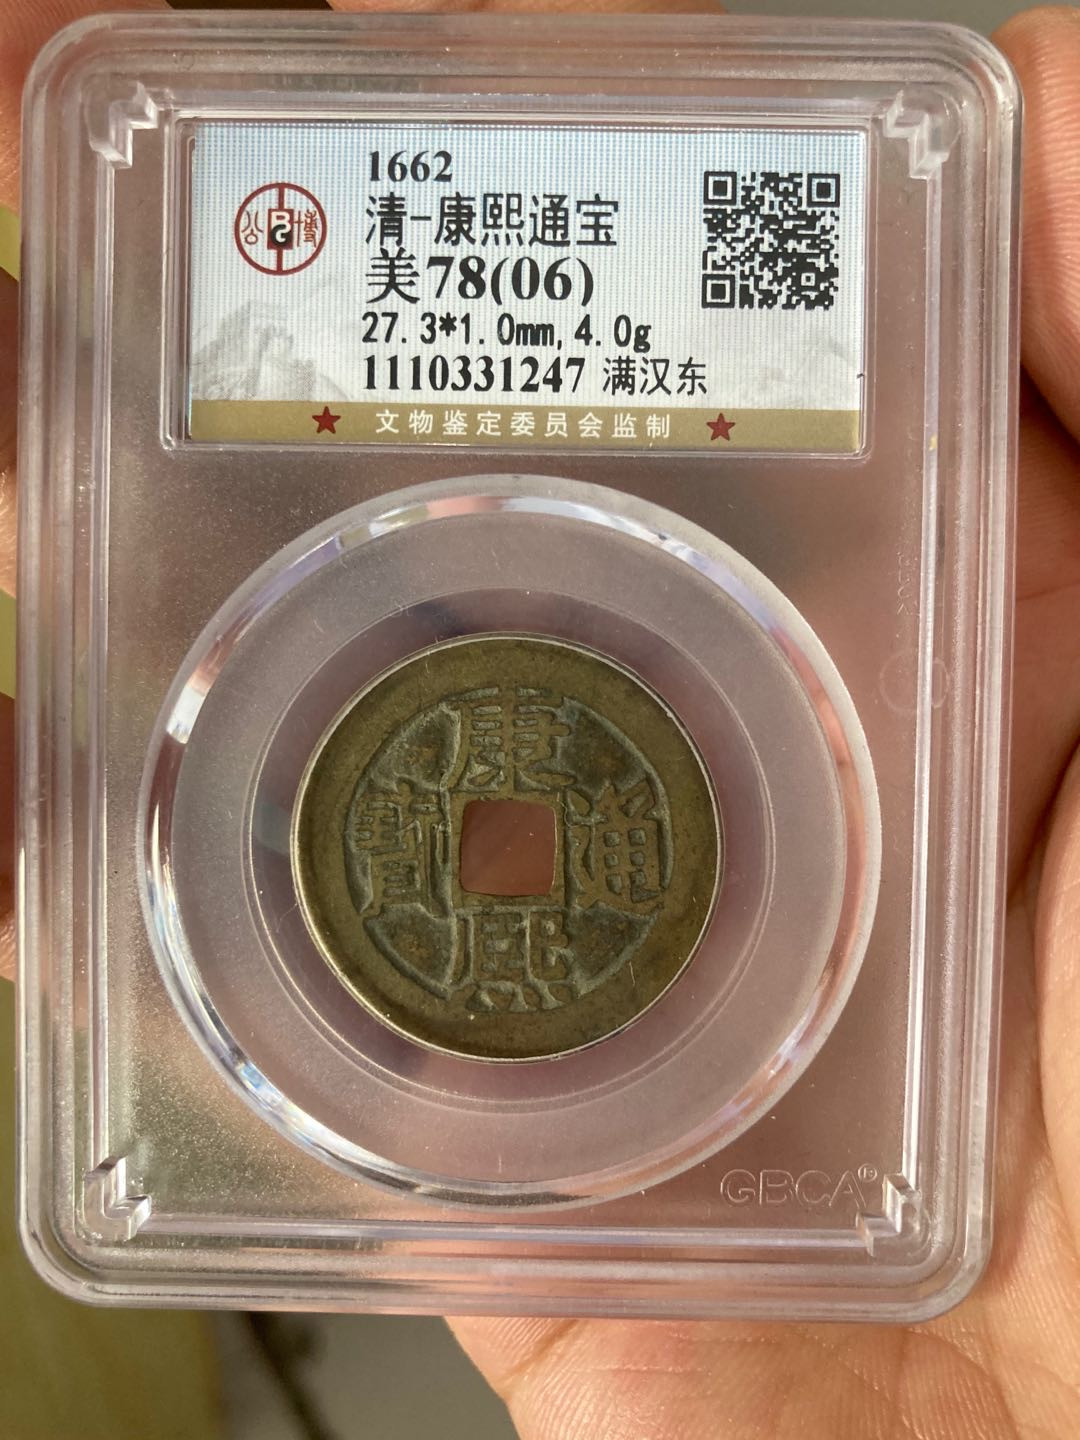 1662
清-康熙通宝
公 博
美78(06)
27.3*1.0mm,4.0g
1110331247 满汉东
文物鉴定委员会监制
康
寶 通
熙
GBCA®